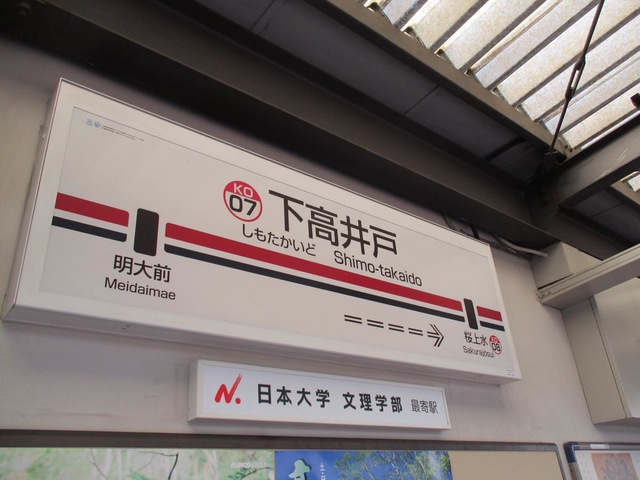 KO
07
下高井戸
しもたかいど Shimo-takaido
明大前
Meidaimae
桜上水
Sakurajosui
KO
08
N. 日本大学 文理学部 最寄駅